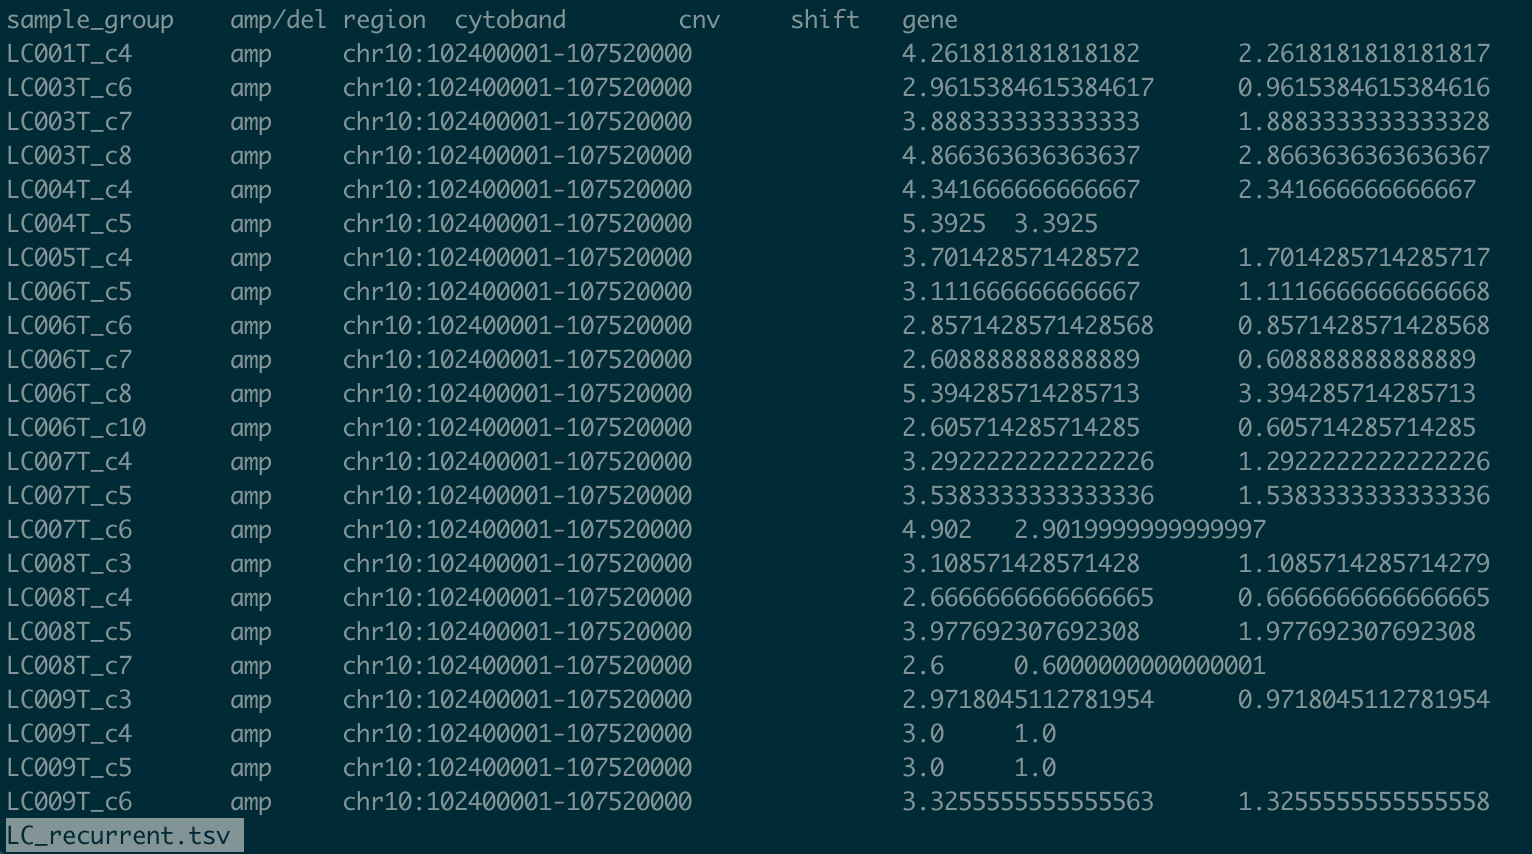 sample_group amp/del region cytoband cnv shift gene
LC001T_c4 amp chr10:102400001-107520000 4.261818181818182 2.2618181818181817
LC003T_c6 amp chr10:102400001-107520000 2.9615384615384617 0.9615384615384616
LC003T_c7 amp chr10:102400001-107520000 3.888333333333333 1.8883333333333328
LC003T_c8 amp chr10:102400001-107520000 4.866363636363637 2.8663636363636367
LC004T_c4 amp chr10:102400001-107520000 4.341666666666667 2.341666666666667
LC004T_c5 amp chr10:102400001-107520000 5.3925 3.3925
LC005T_c4 amp chr10:102400001-107520000 3.701428571428572 1.7014285714285717
LC006T_c5 amp chr10:102400001-107520000 3.111666666666667 1.1116666666666668
LC006T_c6 amp chr10:102400001-107520000 2.8571428571428568 0.8571428571428568
LC006T_c7 amp chr10:102400001-107520000 2.608888888888889 0.608888888888889
LC006T_c8 amp chr10:102400001-107520000 5.394285714285713 3.394285714285713
LC006T_c10 amp chr10:102400001-107520000 2.605714285714285 0.605714285714285
LC007T_c4 amp chr10:102400001-107520000 3.2922222222222226 1.2922222222222226
LC007T_c5 amp chr10:102400001-107520000 3.5383333333333336 1.5383333333333336
LC007T_c6 amp chr10:102400001-107520000 4.902 2.9019999999999997
LC008T_c3 amp chr10:102400001-107520000 3.108571428571428 1.1085714285714279
LC008T_c4 amp chr10:102400001-107520000 2.6666666666666665 0.6666666666666665
LC008T_c5 amp chr10:102400001-107520000 3.977692307692308 1.977692307692308
LC008T_c7 amp chr10:102400001-107520000 2.6 0.6000000000000001
LC009T_c3 amp chr10:102400001-107520000 2.9718045112781954 0.9718045112781954
LC009T_c4 amp chr10:102400001-107520000 3.0 1.0
LC009T_c5 amp chr10:102400001-107520000 3.0 1.0
LC009T_c6 amp chr10:102400001-107520000 3.3255555555555563 1.3255555555555558
LC_recurrent.tsv